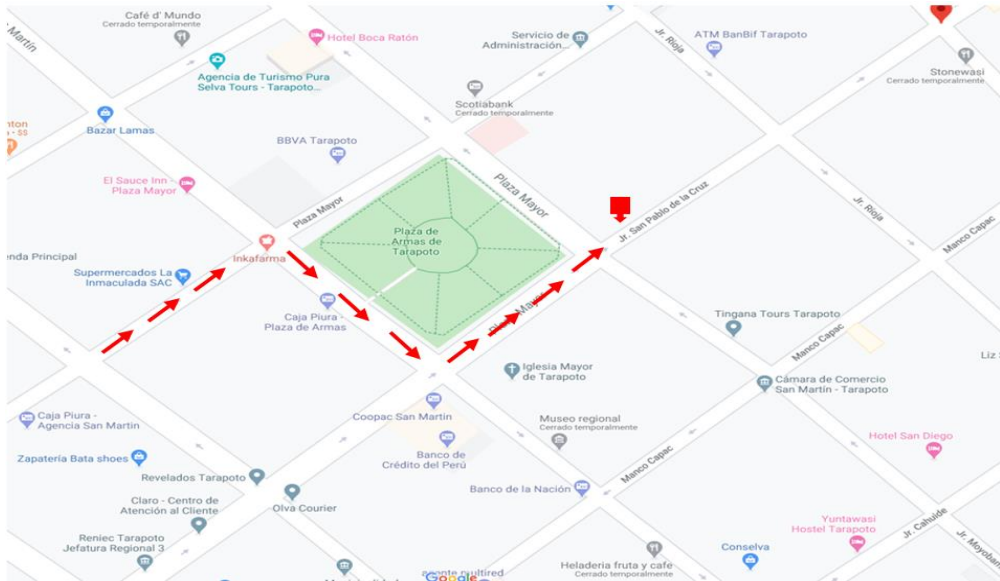 Café d' Mundo
Cerrado temporalmente
Martín
Hotel Boca Ratón
Servicio de
Administración...
Jr. Rioja
ATM BanBif Tarapoto
Stonewasi
Cerrado temporalmente
Agencia de Turismo Pura
Selva Tours - Tarapoto...
Scotiabank
Cerrado temporalmente
Bazar Lamas
BBVA Tarapoto
El Sauce Inn -
Plaza Mayor
Plaza Mayor
Plaza Mayor
Jr. San Pablo de la Cruz
Jr. Rioja
Manco Capac
Plaza de
Armas de
Tarapoto
Inkafarma
enda Principal
Supermercados La
Inmaculada SAC
Caja Piura -
Plaza de Armas
Tingana Tours Tarapoto
Manco Capac
Liz
Iglesia Mayor
de Tarapoto
Cámara de Comercio
San Martín - Tarapoto
Caja Piura -
Agencia San Martin
Coopac San Martin
Museo regional
Cerrado temporalmente
Hotel San Diego
Zapatería Bata shoes
Banco de
Crédito del Perú
Manco Capac
Revelados Tarapoto
Banco de la Nación
Claro - Centro de
Atención al Cliente
Olva Courier
Yuntawasi
Hostel Tarapoto
Jr. Cahuide
Reniec Tarapoto
Jefatura Regional 3
Conselva
Jr. Moyobam
Heladeria fruta y cafe
Cerrado temporalmente
Google